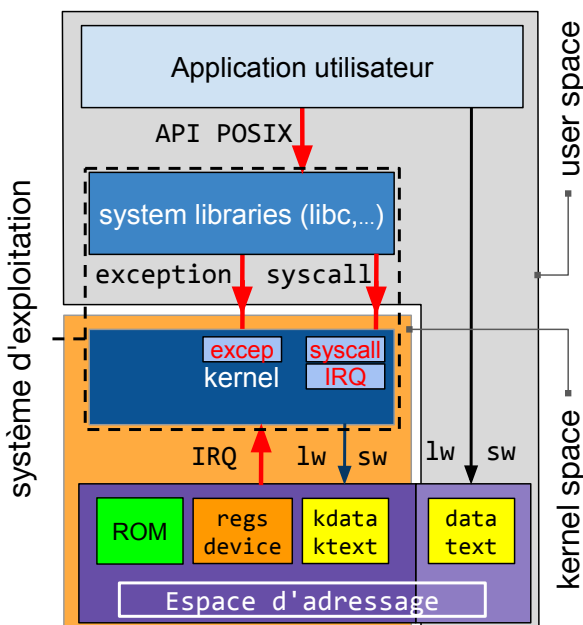 Application utilisateur
API POSIX
system libraries (libc,...)
exception syscall
excep syscall
kernel IRQ
IRQ lw sw lw sw
ROM
regs
device
kdata
ktext
data
text
Espace d'adressage
système d'exploitation
user space
kernel space